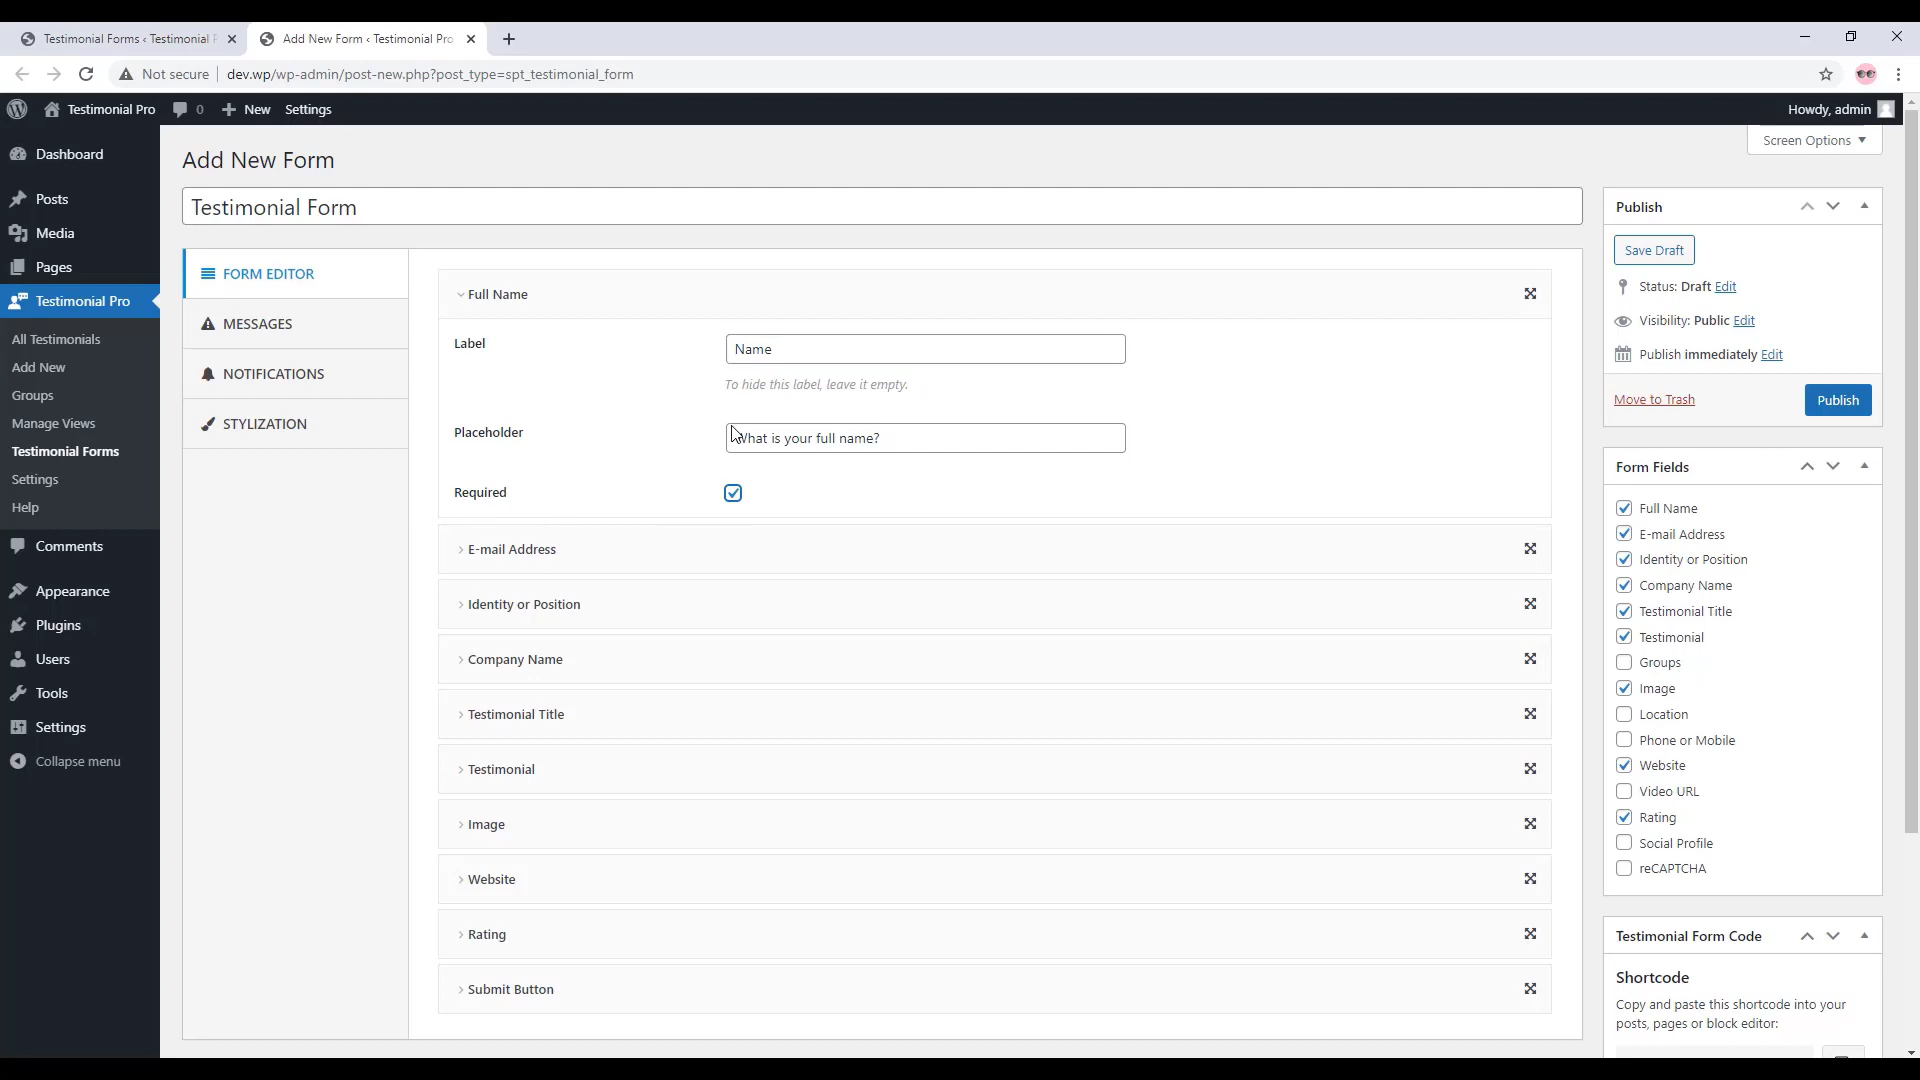 Testimonial Forms ‹ Testimonial P
Add New Form ‹ Testimonial Pro
Not secure
dev.wp/wp-admin/post-new.php?post_type=spt_testimonial_form
Testimonial Pro
0
New
Settings
Howdy, admin
Screen Options
Dashboard
Posts
Media
Pages
Testimonial Pro
All Testimonials
Add New
Groups
Manage Views
Testimonial Forms
Settings
Help
Comments
Appearance
Plugins
Users
Tools
Settings
Collapse menu
Add New Form
Testimonial Form
FORM EDITOR
MESSAGES
NOTIFICATIONS
STYLIZATION
Full Name
Label
Name
To hide this label, leave it empty.
Placeholder
What is your full name?
Required
E-mail Address
Identity or Position
Company Name
Testimonial Title
Testimonial
Image
Website
Rating
Submit Button
Publish
Save Draft
Status: Draft Edit
Visibility: Public Edit
Publish immediately Edit
Move to Trash
Publish
Form Fields
Full Name
E-mail Address
Identity or Position
Company Name
Testimonial Title
Testimonial
Groups
Image
Location
Phone or Mobile
Website
Video URL
Rating
Social Profile
reCAPTCHA
Testimonial Form Code
Shortcode
Copy and paste this shortcode into your
posts, pages or block editor: